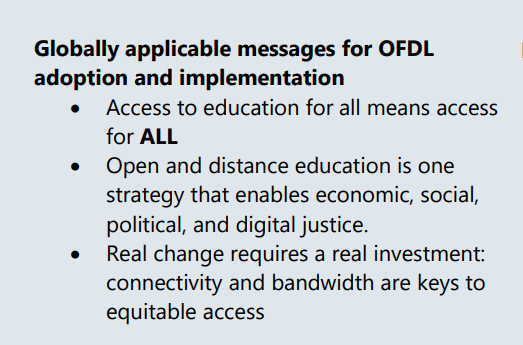 Globally applicable messages for OFDL
adoption and implementation
• Access to education for all means access
for ALL
• Open and distance education is one
strategy that enables economic, social,
political, and digital justice.
• Real change requires a real investment:
connectivity and bandwidth are keys to
equitable access